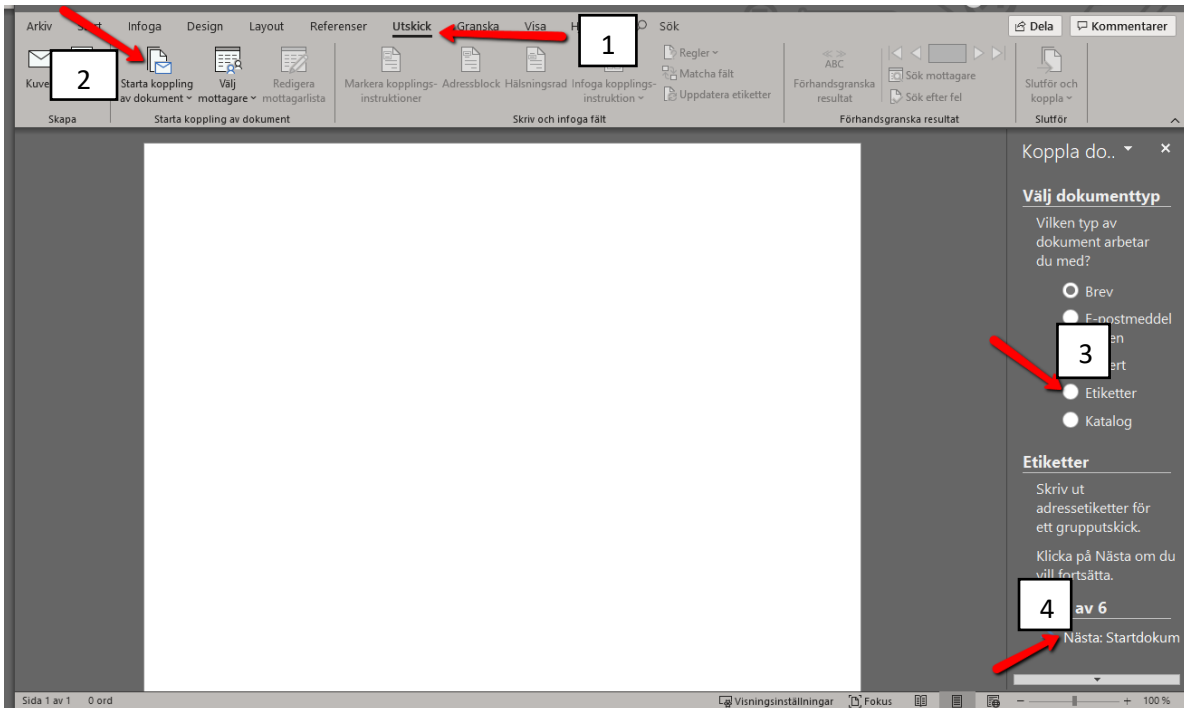 Arkiv Start Infoga Design Layout Referenser Utskick Granska Visa Sök Dela Kommentarer
1
2
Starta koppling av dokument
Välj mottagare
Redigera mottagarlista
Markera kopplings-instruktioner
Adressblock
Hälsningsrad
Infoga kopplings-instruktion
Regler
Matcha fält
Uppdatera etiketter
ABC
Förhandsgranska resultat
Sök mottagare
Sök efter fel
Slutför och koppla
Skapa Starta koppling av dokument Skriv och infoga fält Förhandsgranska resultat Slutför
Koppla do..
Välj dokumenttyp
Vilken typ av
dokument arbetar
du med?
Brev
E-postmeddel
en
3
ert
Etiketter
Katalog
Etiketter
Skriv ut
adressetiketter för
ett grupputskick.
Klicka på Nästa om du
vill fortsätta.
4
av 6
Nästa: Startdokum
Sida 1 av 1 0 ord Visningsinställningar Fokus 100 %